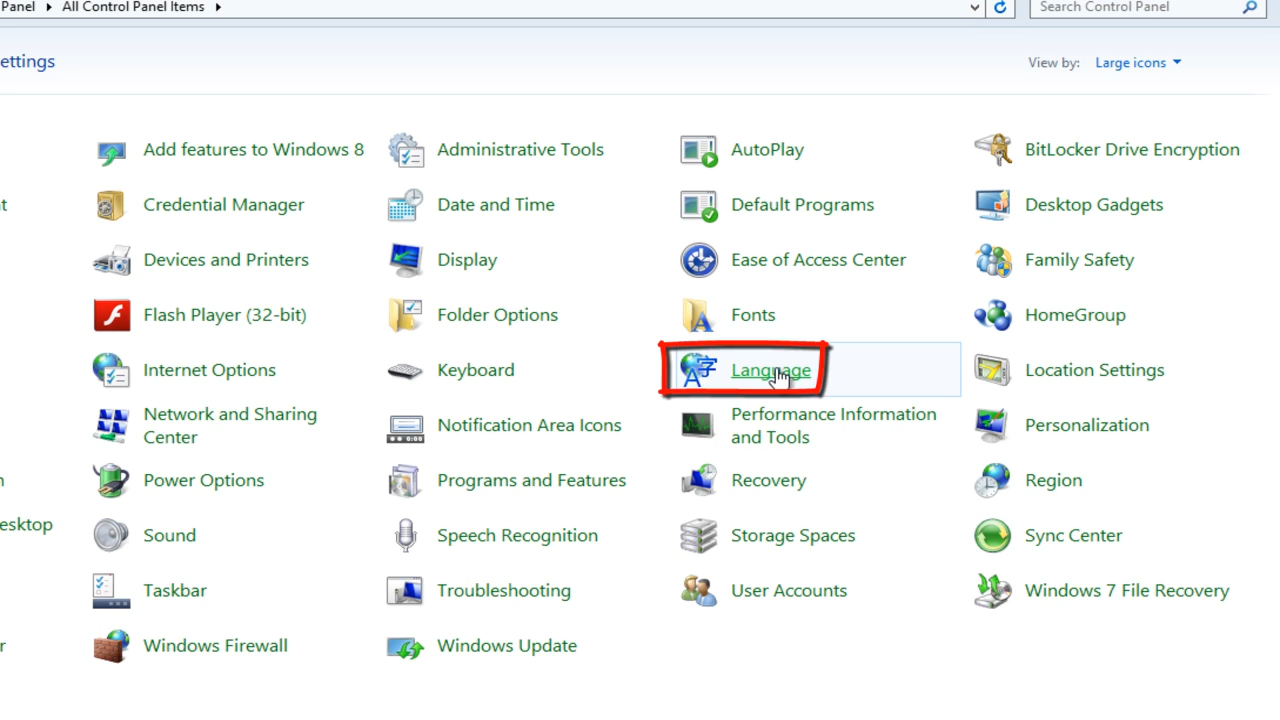 Panel ▸ All Control Panel Items ▸
Search Control Panel
ettings
View by: Large icons
Add features to Windows 8
Administrative Tools
AutoPlay
BitLocker Drive Encryption
t
Credential Manager
Date and Time
Default Programs
Desktop Gadgets
Devices and Printers
Display
Ease of Access Center
Family Safety
Flash Player (32-bit)
Folder Options
Fonts
HomeGroup
Internet Options
Keyboard
Language
Location Settings
Network and Sharing
Center
Notification Area Icons
Performance Information
and Tools
Personalization
n
Power Options
Programs and Features
Recovery
Region
esktop
Sound
Speech Recognition
Storage Spaces
Sync Center
Taskbar
Troubleshooting
User Accounts
Windows 7 File Recovery
r
Windows Firewall
Windows Update